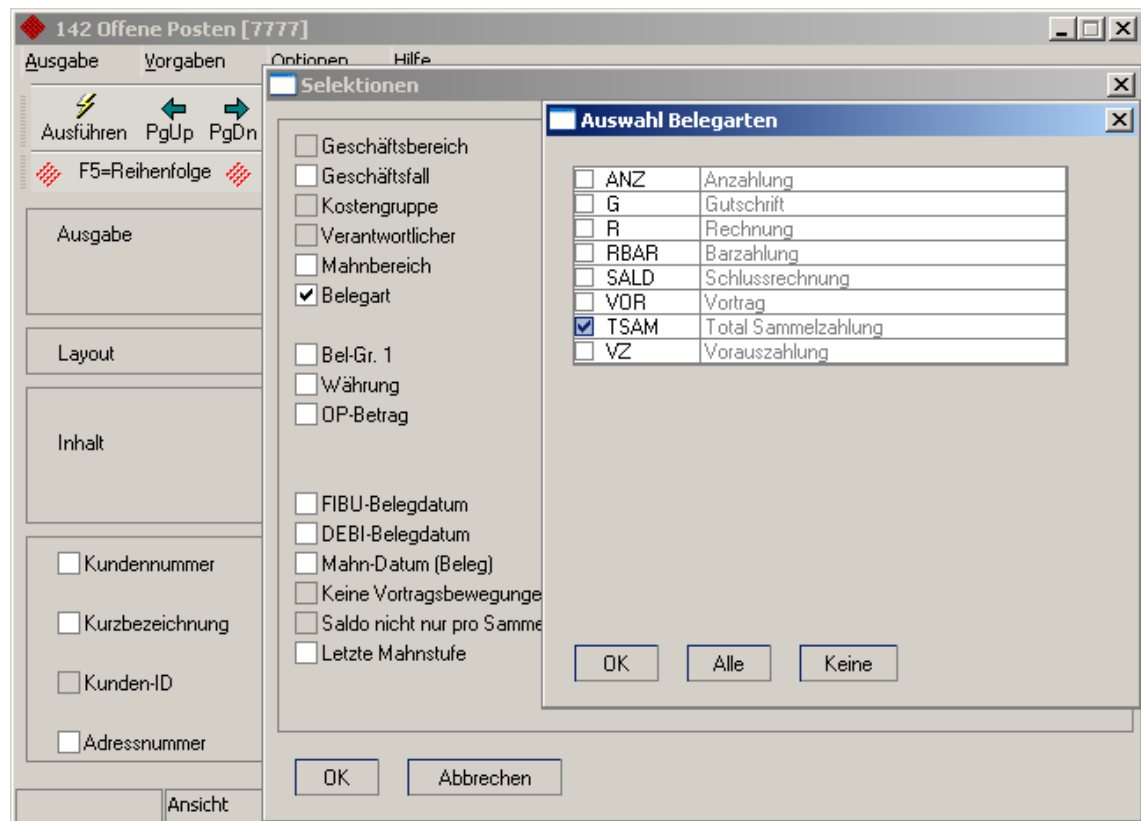 142 Offene Posten [7777]
Ausgabe Vorgaben Optionen Hilfe
Ausführen PgUp PgDn
F5=Reihenfolge
Ausgabe
Layout
Inhalt
Kundennummer
Kurzbezeichnung
Kunden-ID
Adressnummer
Ansicht
Selektionen
Geschäftsbereich
Geschäftsfall
Kostengruppe
Verantwortlicher
Mahnbereich
Belegart
Bel-Gr. 1
Währung
OP-Betrag
FIBU-Belegdatum
DEBI-Belegdatum
Mahn-Datum (Beleg)
Keine Vortragsbewegunge
Saldo nicht nur pro Samme
Letzte Mahnstufe
OK Abbrechen
Auswahl Belegarten
ANZ Anzahlung
G Gutschrift
R Rechnung
RBAR Barzahlung
SALD Schlussrechnung
VOR Vortrag
TSAM Total Sammelzahlung
VZ Vorauszahlung
OK Alle Keine